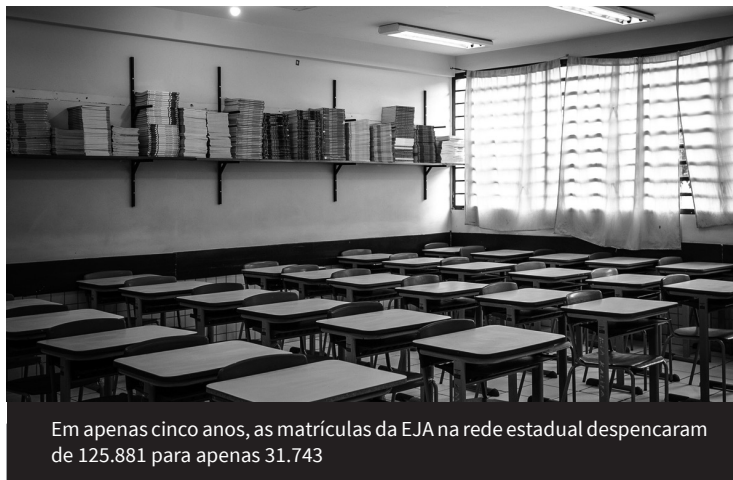 Em apenas cinco anos, as matrículas da EJA na rede estadual despencaram
de 125.881 para apenas 31.743